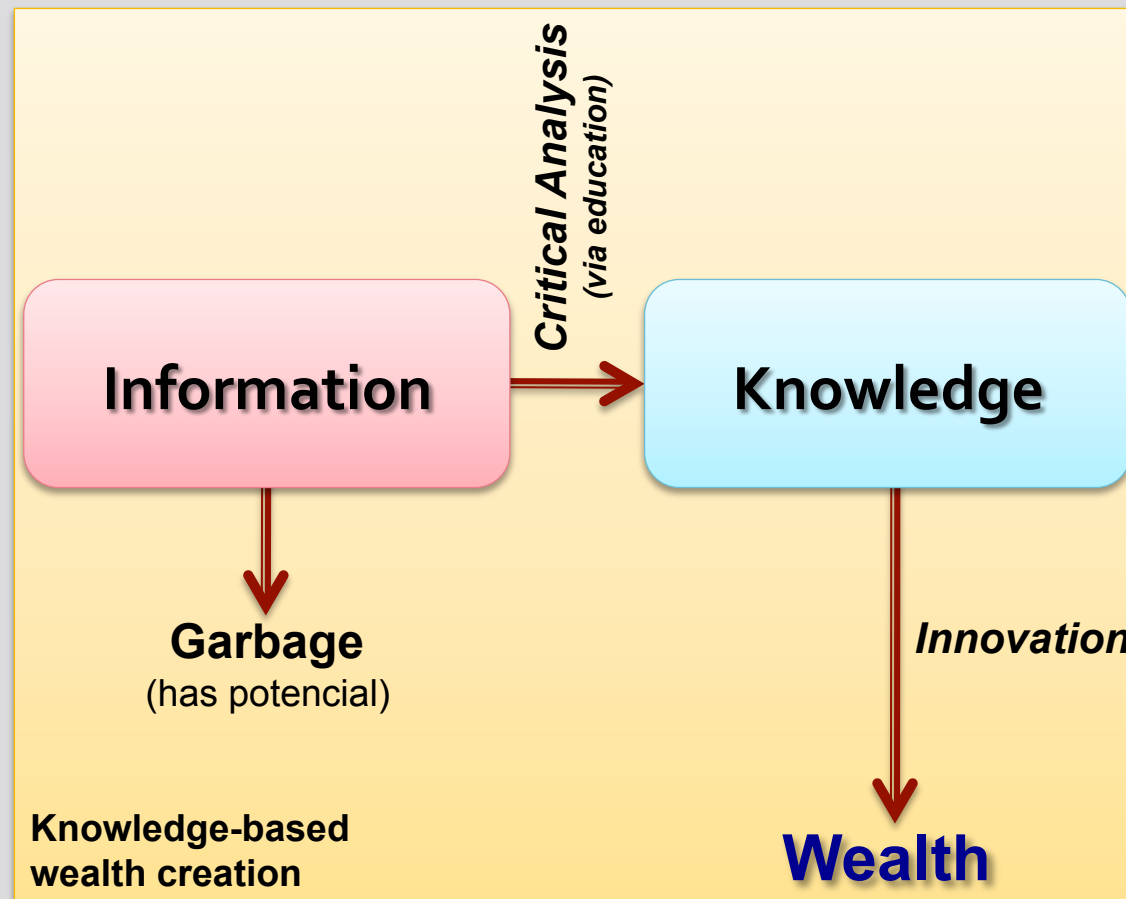 Critical Analysis
(via education)
Information
Knowledge
Garbage
(has potencial)
Innovation
Knowledge-based
wealth creation
Wealth